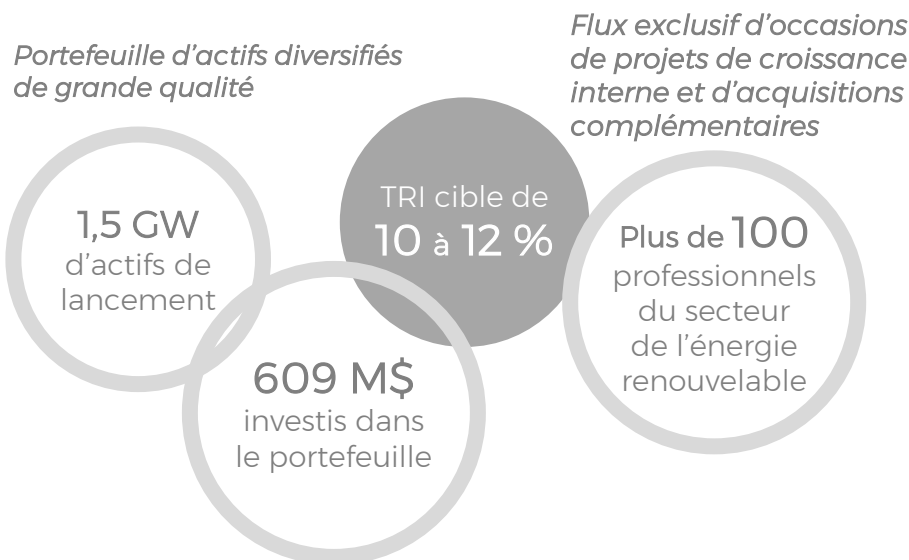 Portefeuille d’actifs diversifiés
de grande qualité
Flux exclusif d’occasions
de projets de croissance
interne et d’acquisitions
complémentaires
1,5 GW
d’actifs de
lancement
TRI cible de
10 à 12 %
Plus de 100
professionnels
du secteur
de l’énergie
renouvelable
609 M$
investis dans
le portefeuille